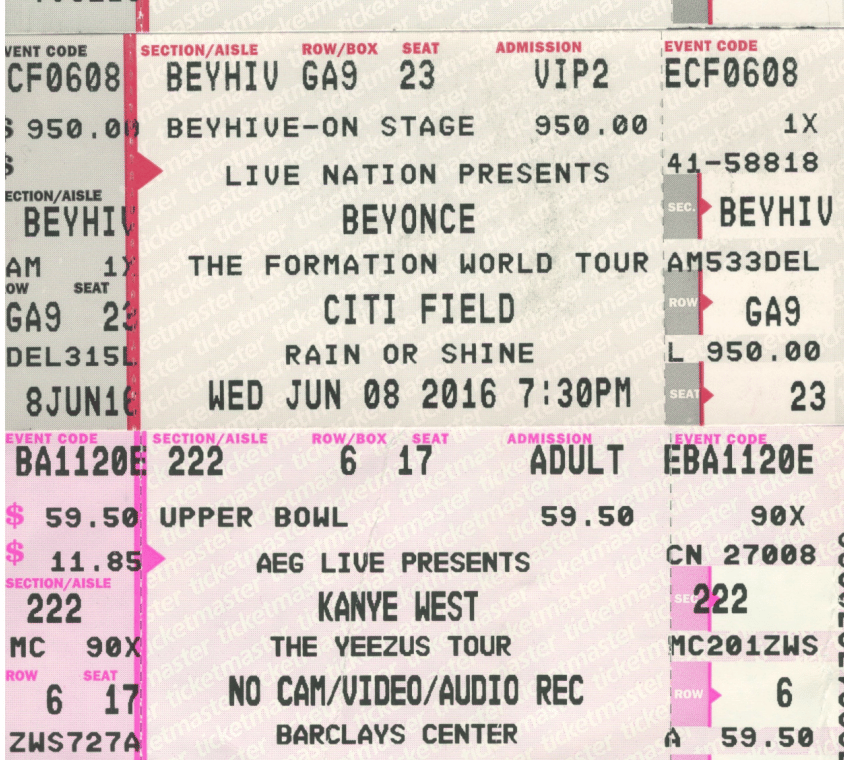 EVENT CODE SECTION/AISLE ROW/BOX SEAT ADMISSION EVENT CODE
CF0608 BEYHIV GA9 23 VIP2 ECF0608
$ 950.00 BEYHIVE-ON STAGE 950.00 1X
$ LIVE NATION PRESENTS 41-58818
SECTION/AISLE SEC.
BEYHIV BEYONCE BEYHIV
AM 1X THE FORMATION WORLD TOUR AM533DEL
ROW SEAT ROW
GA9 23 CITI FIELD GA9
DEL315L RAIN OR SHINE L 950.00
8JUN16 WED JUN 08 2016 7:30PM SEAT 23
EVENT CODE SECTION/AISLE ROW/BOX SEAT ADMISSION EVENT CODE
BA1120E 222 6 17 ADULT EBA1120E
$ 59.50 UPPER BOWL 59.50 90X
$ 11.85 AEG LIVE PRESENTS CN 27008
SECTION/AISLE
222 KANYE WEST SEC 222
MC 90X THE YEEZUS TOUR MC201ZWS
ROW SEAT
6 17 NO CAM/VIDEO/AUDIO REC ROW 6
ZWS727A BARCLAYS CENTER A 59.50